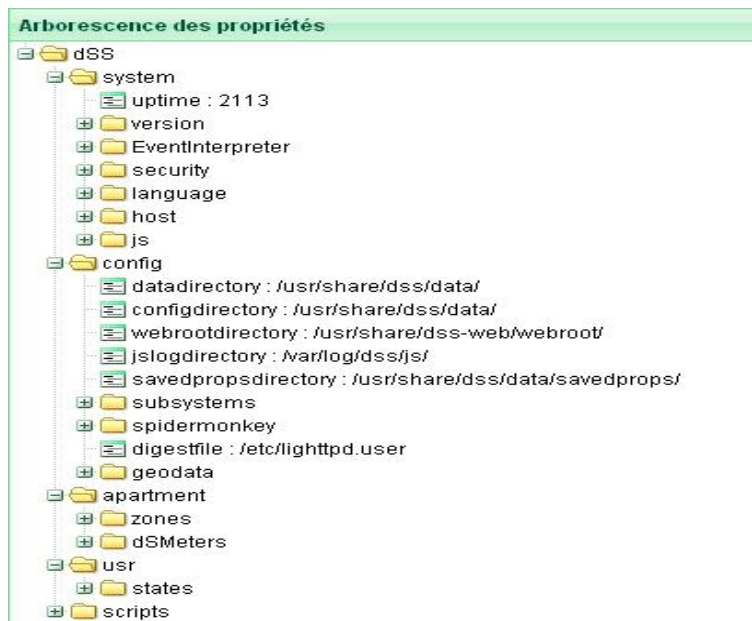 Arborescence des propriétés
dSS
system
uptime : 2113
version
EventInterpreter
security
language
host
js
config
datadirectory : /usr/share/dss/data/
configdirectory : /usr/share/dss/data/
webrootdirectory : /usr/share/dss-web/webroot/
jslogdirectory : /var/log/dss/js/
savedpropsdirectory : /usr/share/dss/data/savedprops/
subsystems
spidermonkey
digestfile : /etc/lighttpd.user
geodata
apartment
zones
dSMeters
usr
states
scripts